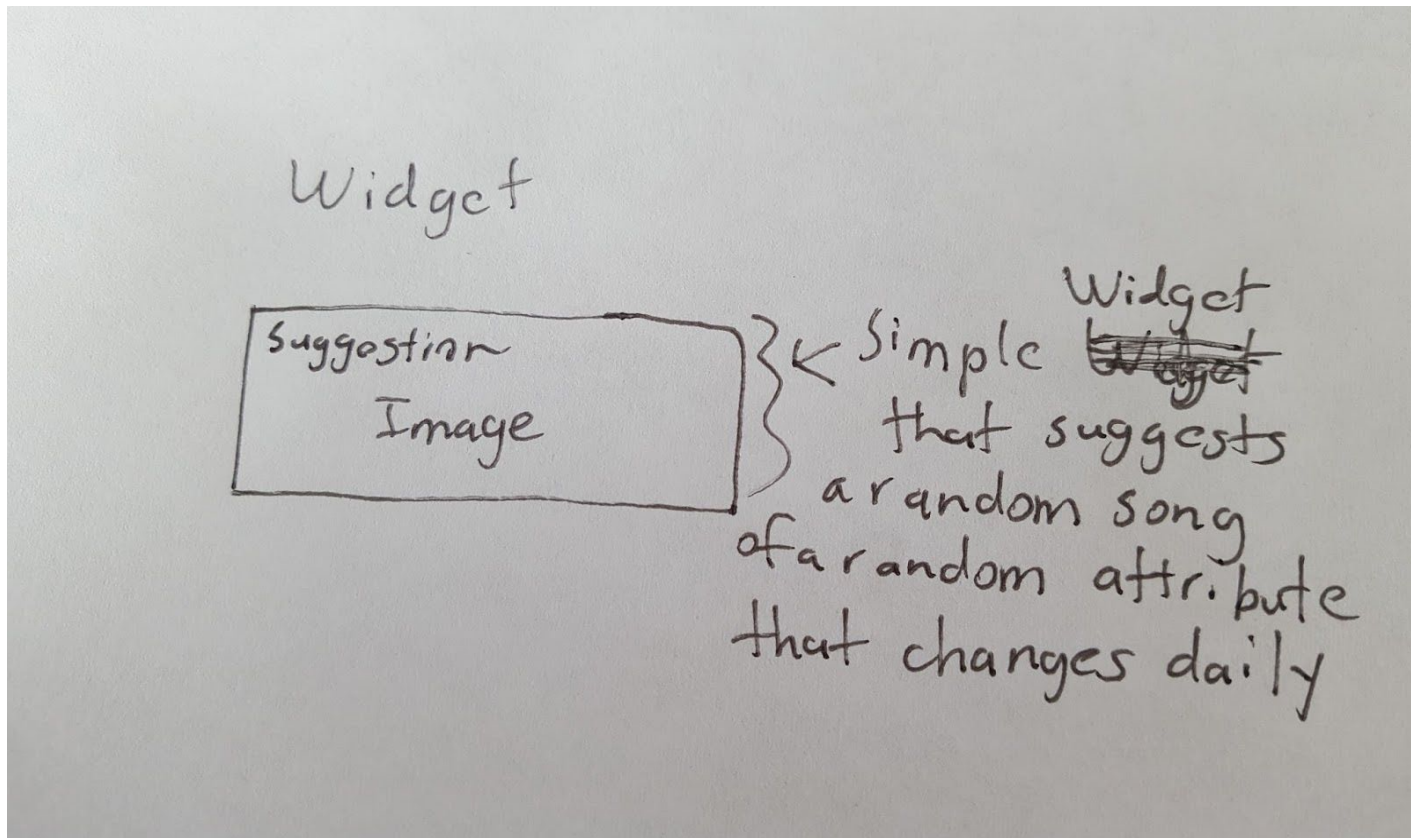 Widget
Suggestion
Image
Widget
Simple
that suggests
a random song
of a random attribute
that changes daily